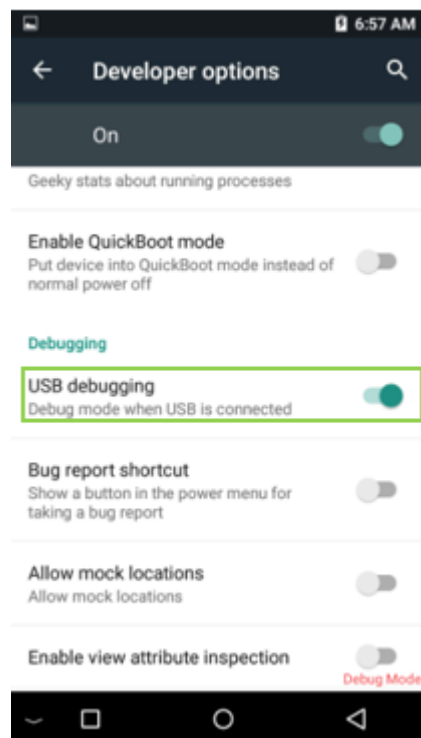 6:57 AM
Developer options
On
Geeky stats about running processes
Enable QuickBoot mode
Put device into QuickBoot mode instead of
normal power off
Debugging
USB debugging
Debug mode when USB is connected
Bug report shortcut
Show a button in the power menu for
taking a bug report
Allow mock locations
Allow mock locations
Enable view attribute inspection
Debug Mode